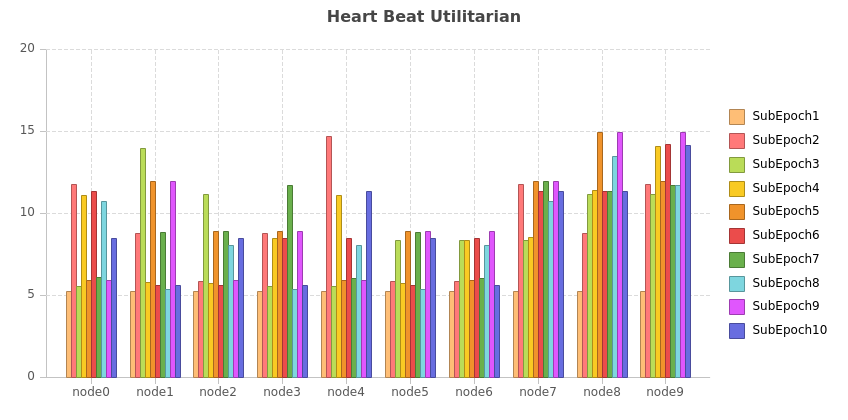 Heart Beat Utilitarian
20
15
10
5
0
node0 node1 node2 node3 node4 node5 node6 node7 node8 node9
SubEpoch1
SubEpoch2
SubEpoch3
SubEpoch4
SubEpoch5
SubEpoch6
SubEpoch7
SubEpoch8
SubEpoch9
SubEpoch10